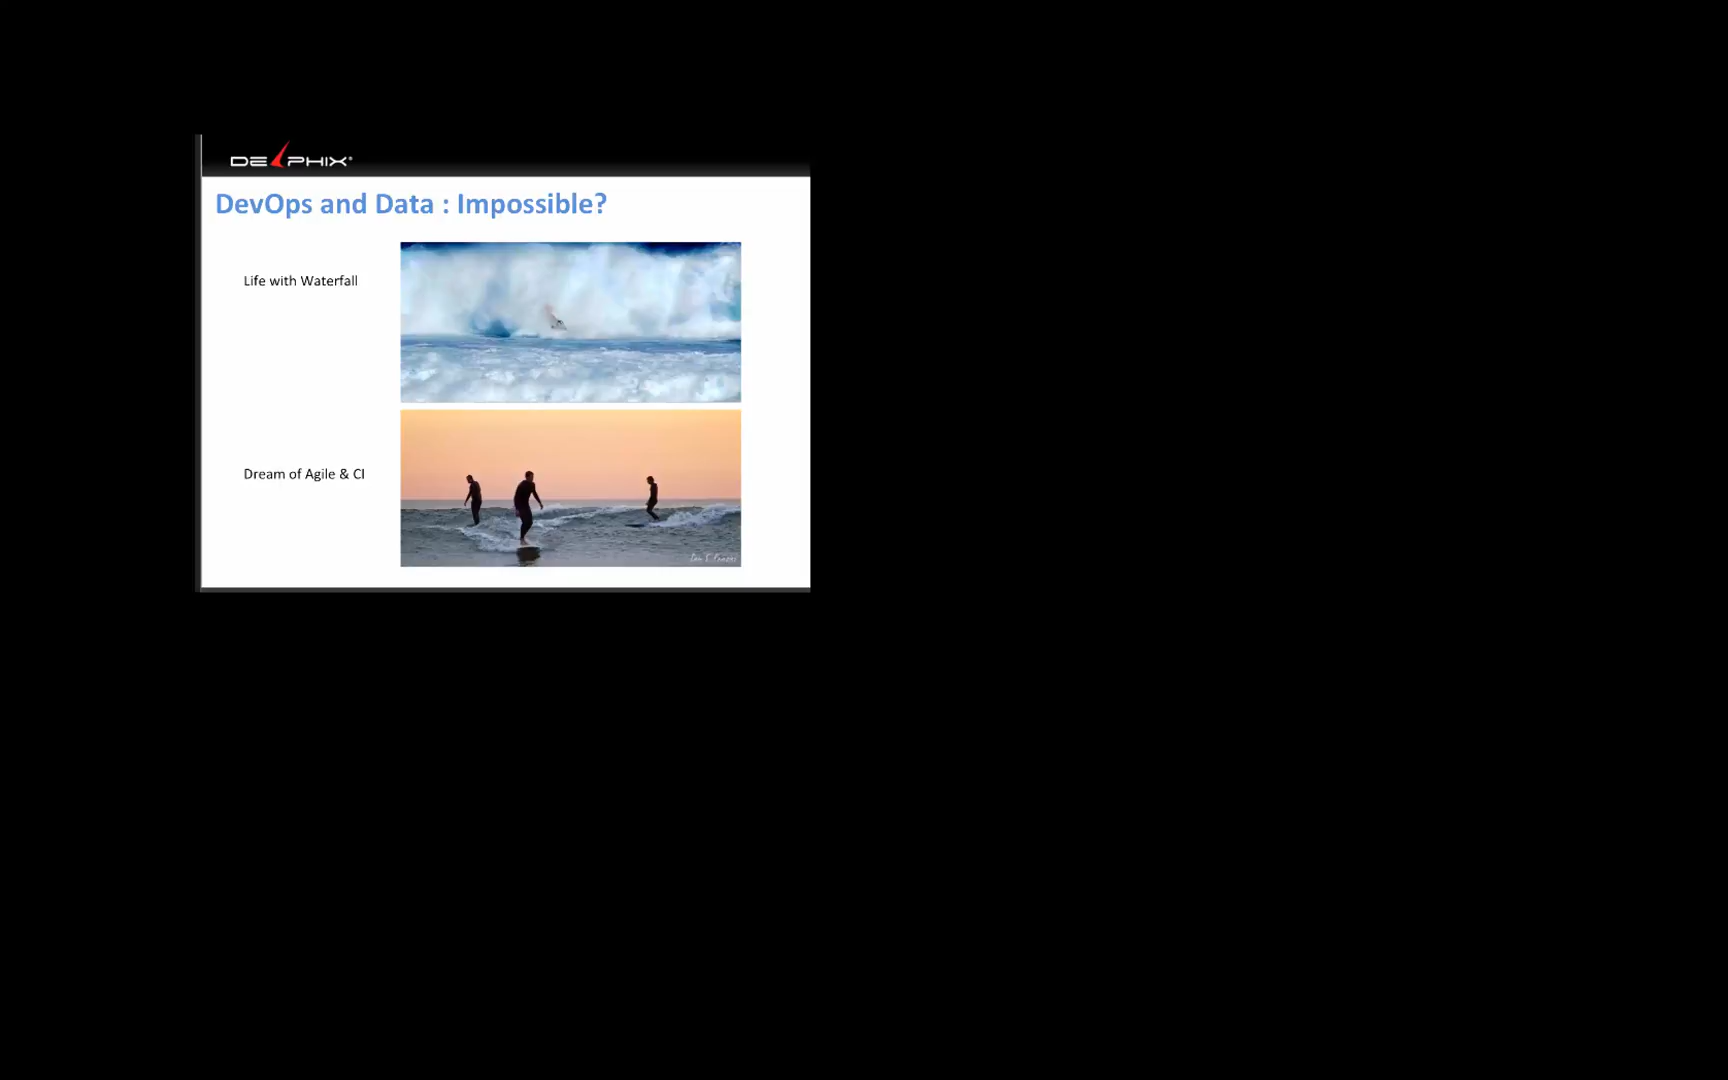 DELPHIX®
DevOps and Data : Impossible?
Life with Waterfall
Dream of Agile & CI